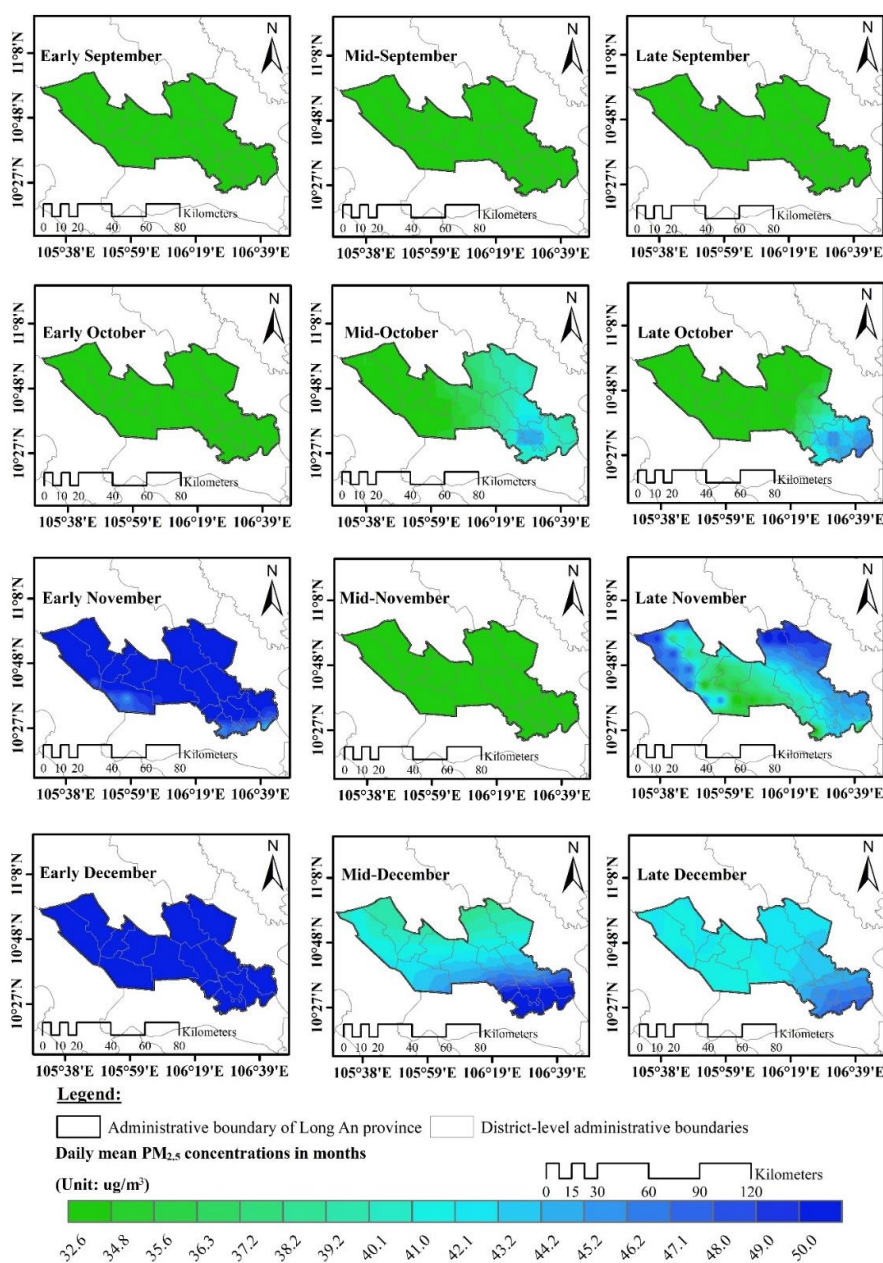 Early September
N
11°8'N
10°48'N
10°27'N
Kilometers
0 10 20 40 60 80
105°38'E 105°59'E 106°19'E 106°39'E
Mid-September
N
Kilometers
0 10 20 40 60 80
105°38'E 105°59'E 106°19'E 106°39'E
Late September
N
Kilometers
0 10 20 40 60 80
105°38'E 105°59'E 106°19'E 106°39'E
Early October
N
11°8'N
10°48'N
10°27'N
Kilometers
0 10 20 40 60 80
105°38'E 105°59'E 106°19'E 106°39'E
Mid-October
N
11°8'N
10°48'N
10°27'N
Kilometers
0 10 20 40 60 80
105°38'E 105°59'E 106°19'E 106°39'E
Late October
N
11°8'N
10°48'N
10°27'N
Kilometers
0 10 20 40 60 80
105°38'E 105°59'E 106°19'E 106°39'E
Early November
N
11°8'N
10°48'N
10°27'N
Kilometers
0 10 20 40 60 80
105°38'E 105°59'E 106°19'E 106°39'E
Mid-November
N
11°8'N
10°48'N
10°27'N
Kilometers
0 10 20 40 60 80
105°38'E 105°59'E 106°19'E 106°39'E
Late November
N
11°8'N
10°48'N
10°27'N
Kilometers
0 10 20 40 60 80
105°38'E 105°59'E 106°19'E 106°39'E
Early December
N
11°8'N
10°48'N
10°27'N
Kilometers
0 10 20 40 60 80
105°38'E 105°59'E 106°19'E 106°39'E
Mid-December
N
11°8'N
10°48'N
10°27'N
Kilometers
0 10 20 40 60 80
105°38'E 105°59'E 106°19'E 106°39'E
Late December
N
11°8'N
10°48'N
10°27'N
Kilometers
0 10 20 40 60 80
105°38'E 105°59'E 106°19'E 106°39'E
Legend:
Administrative boundary of Long An province District-level administrative boundaries
Daily mean PM2.5 concentrations in months
(Unit: ug/m³)
Kilometers
0 15 30 60 90 120
32.6 34.8 35.6 36.3 37.2 38.2 39.2 40.1 41.0 42.1 43.2 44.2 45.2 46.2 47.1 48.0 49.0 50.0